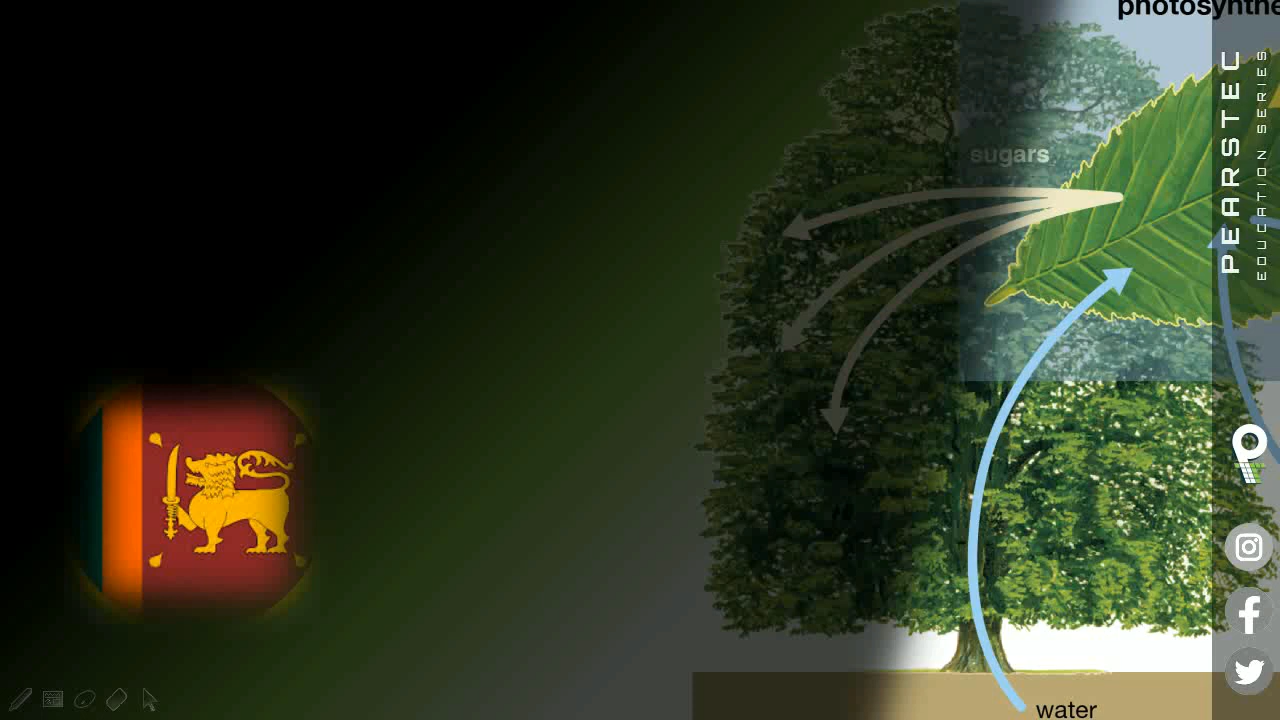 photosynthe
sugars
water
PEARSTEC
EDUCATION SERIES